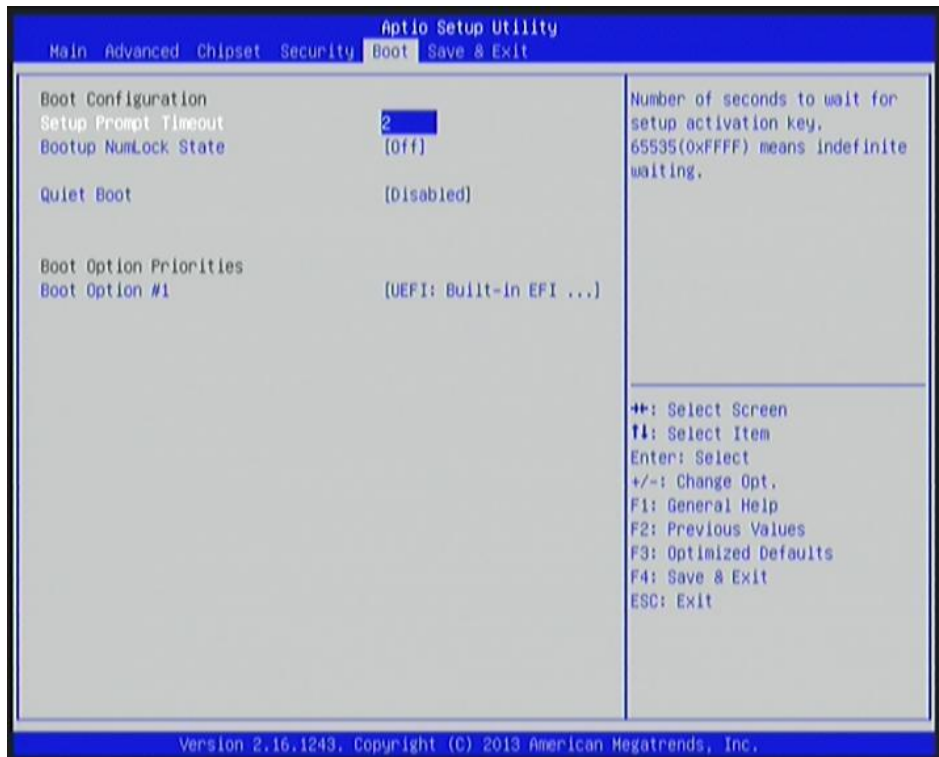 Aptio Setup Utility
Main Advanced Chipset Security Boot Save & Exit
Boot Configuration
Setup Prompt Timeout 2
Bootup NumLock State [Off]
Quiet Boot [Disabled]
Boot Option Priorities
Boot Option #1 [UEFI: Built-in EFI ...]
Number of seconds to wait for
setup activation key.
65535(0xFFFF) means indefinite
waiting.
→←: Select Screen
↑↓: Select Item
Enter: Select
+/-: Change Opt.
F1: General Help
F2: Previous Values
F3: Optimized Defaults
F4: Save & Exit
ESC: Exit
Version 2.16.1243. Copyright (C) 2013 American Megatrends, Inc.